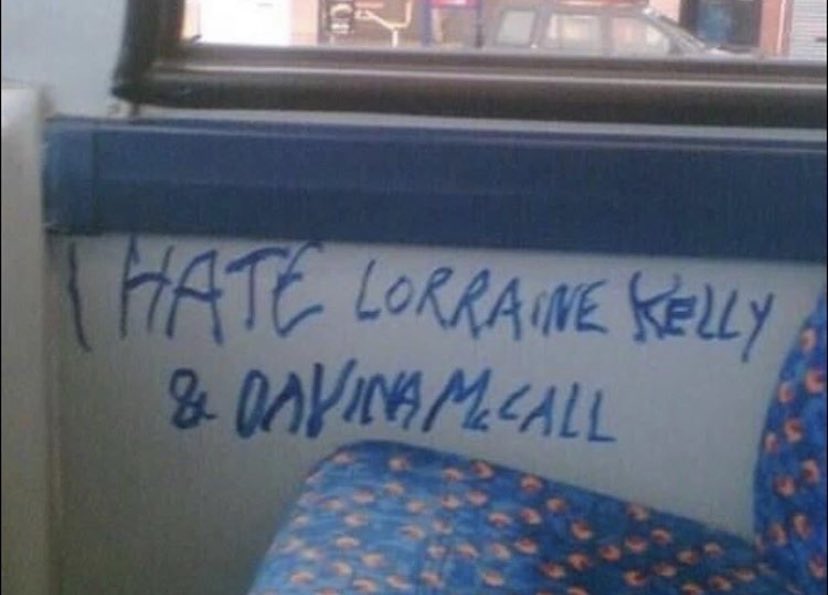 I HATE LORRAINE KELLY
& DAVINA McCALL